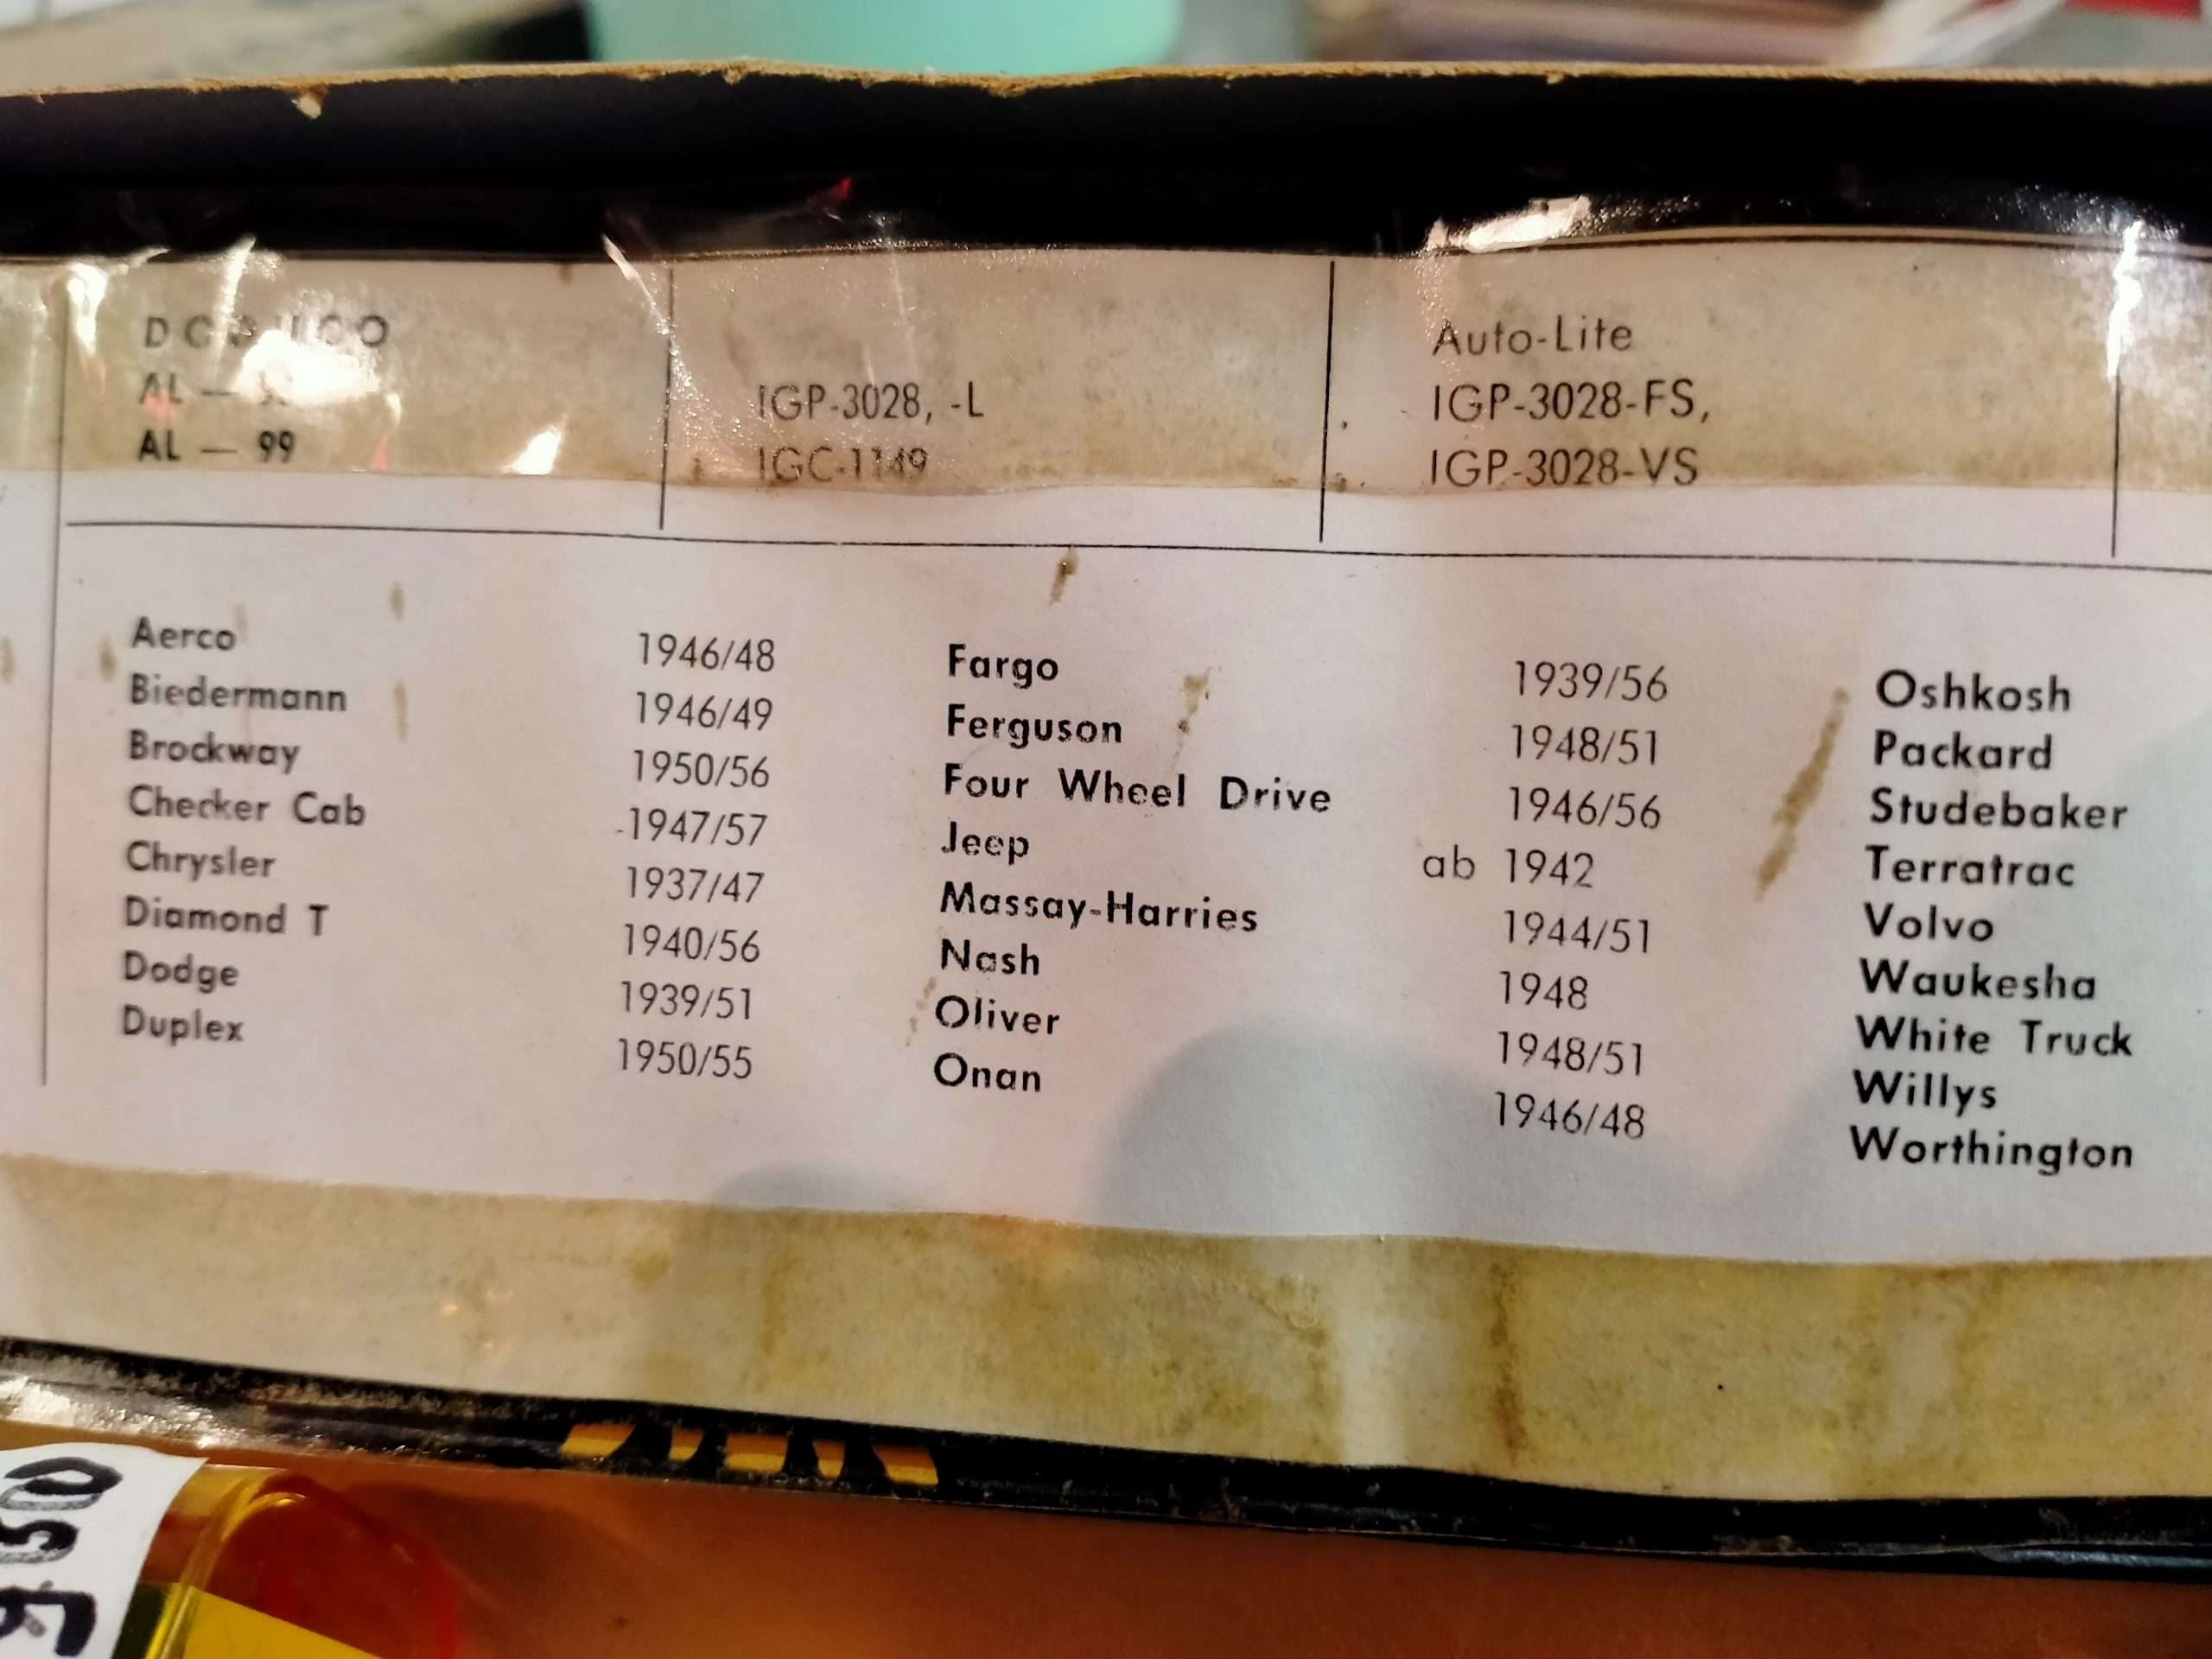 AL — 99
IGP-3028, -L
IGC-1149
Auto-Lite
IGP-3028-FS,
IGP-3028-VS
Aerco 1946/48 Fargo 1939/56 Oshkosh
Biedermann 1946/49 Ferguson 1948/51 Packard
Brockway 1950/56 Four Wheel Drive 1946/56 Studebaker
Checker Cab 1947/57 Jeep ab 1942 Terratrac
Chrysler 1937/47 Massay-Harries 1944/51 Volvo
Diamond T 1940/56 Nash 1948 Waukesha
Dodge 1939/51 Oliver 1948/51 White Truck
Duplex 1950/55 Onan 1946/48 Willys
Worthington